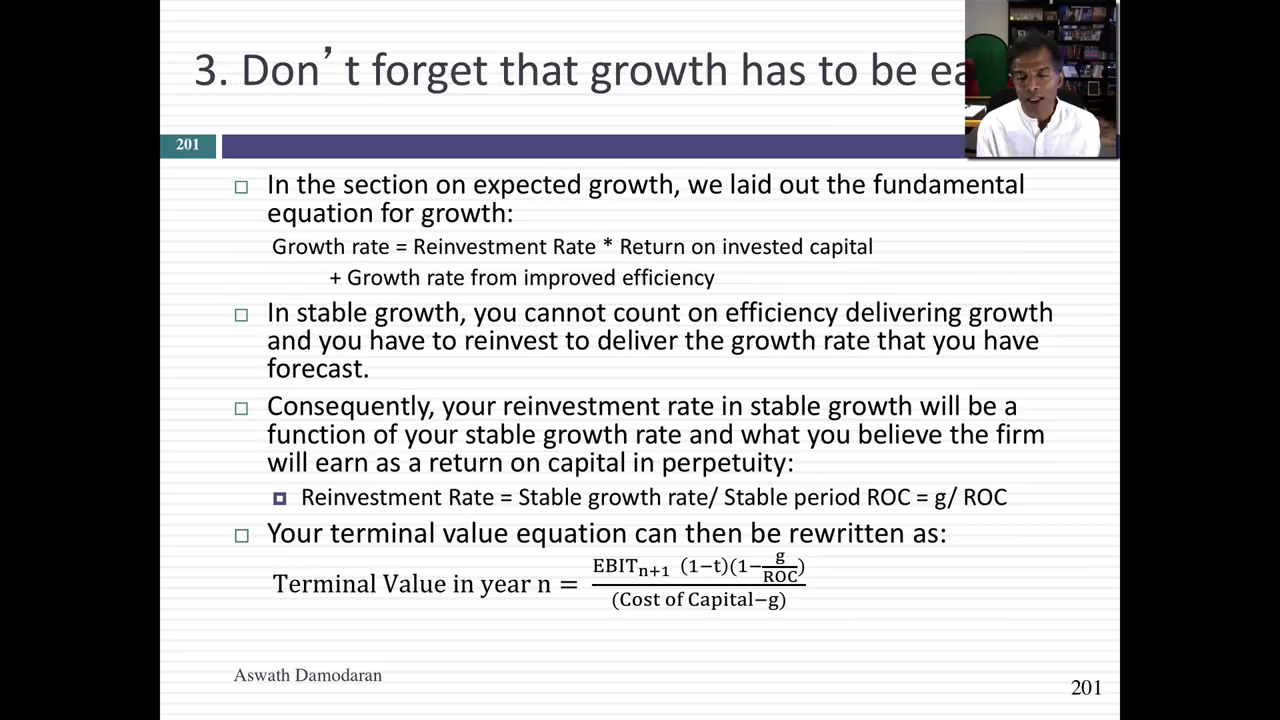 3. Don’t forget that growth has to be ea
201
In the section on expected growth, we laid out the fundamental
equation for growth:
Growth rate = Reinvestment Rate * Return on invested capital
+ Growth rate from improved efficiency
In stable growth, you cannot count on efficiency delivering growth
and you have to reinvest to deliver the growth rate that you have
forecast.
Consequently, your reinvestment rate in stable growth will be a
function of your stable growth rate and what you believe the firm
will earn as a return on capital in perpetuity:
Reinvestment Rate = Stable growth rate/ Stable period ROC = g/ ROC
Your terminal value equation can then be rewritten as:
Terminal Value in year n = EBITn+1 (1−t)(1−g/ROC) / (Cost of Capital−g)
Aswath Damodaran
201